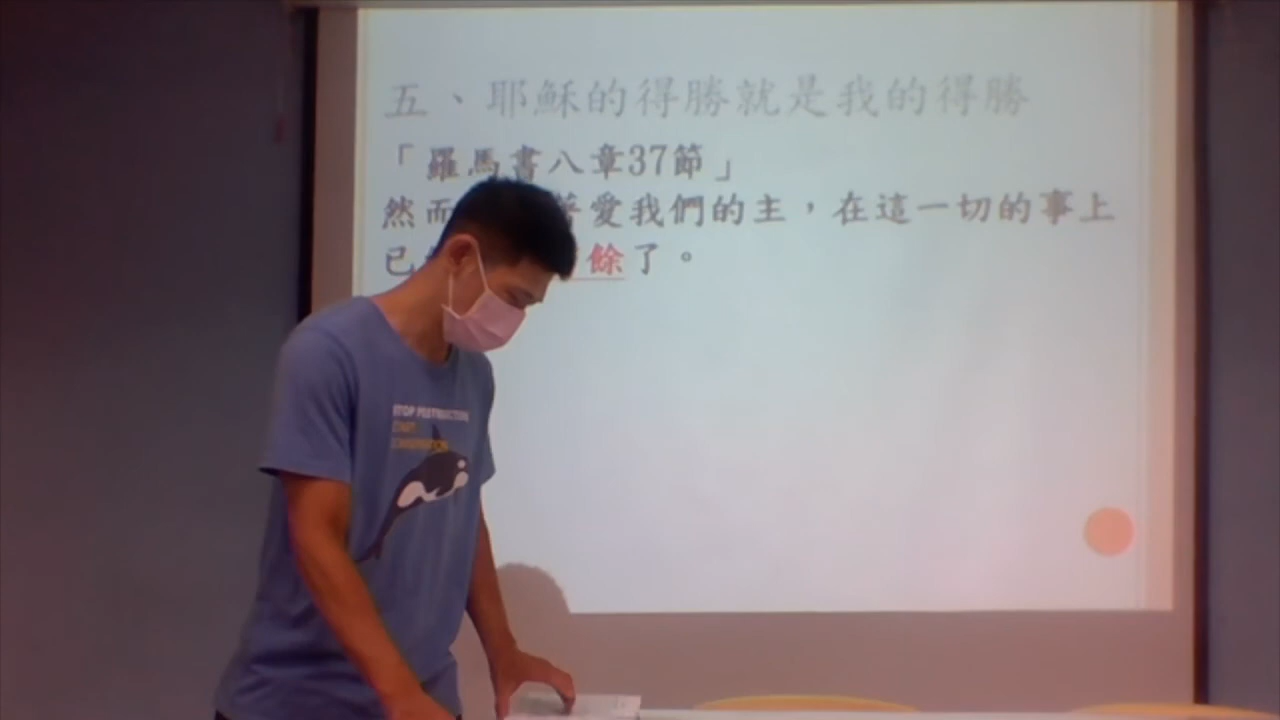 五、耶穌的得勝就是我的得勝
「羅馬書八章37節」
然而著愛我們的主，在這一切的事上
已餘了。
STOP